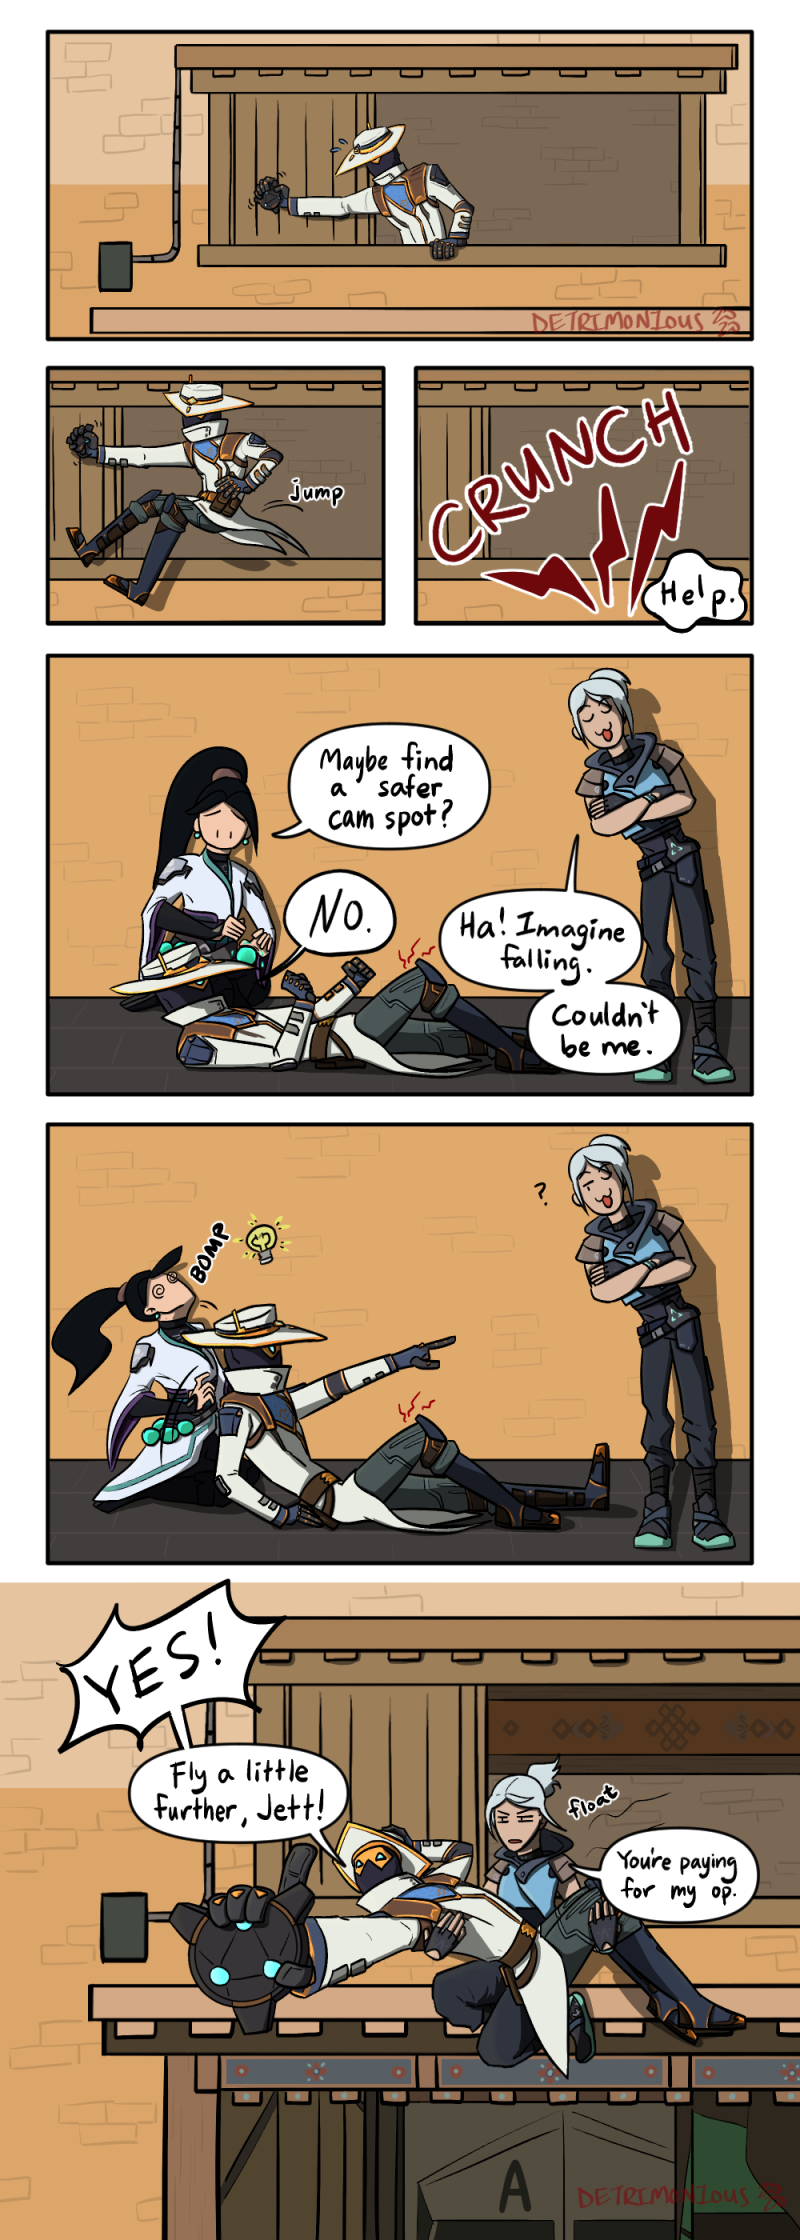 DETRIMONIOUS
jump
CRUNCH
Help.
Maybe find
a safer
cam spot?
No.
Ha! Imagine
falling.
Couldn't
be me.
?
BOMP
YES!
Fly a little
further, Jett!
float
You're paying
for my op.
A
DETRIMONIOUS